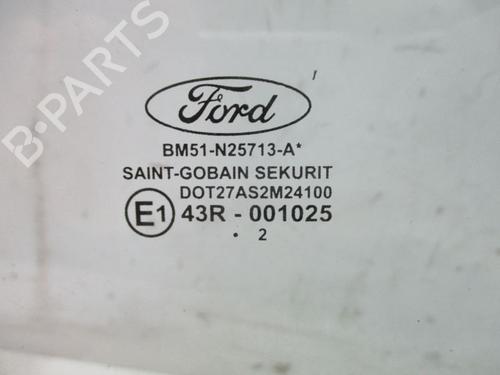 B-PARTS
Ford
BM51-N25713-A*
SAINT-GOBAIN SEKURIT
DOT27AS2M24100
E1 43R - 001025
. 2